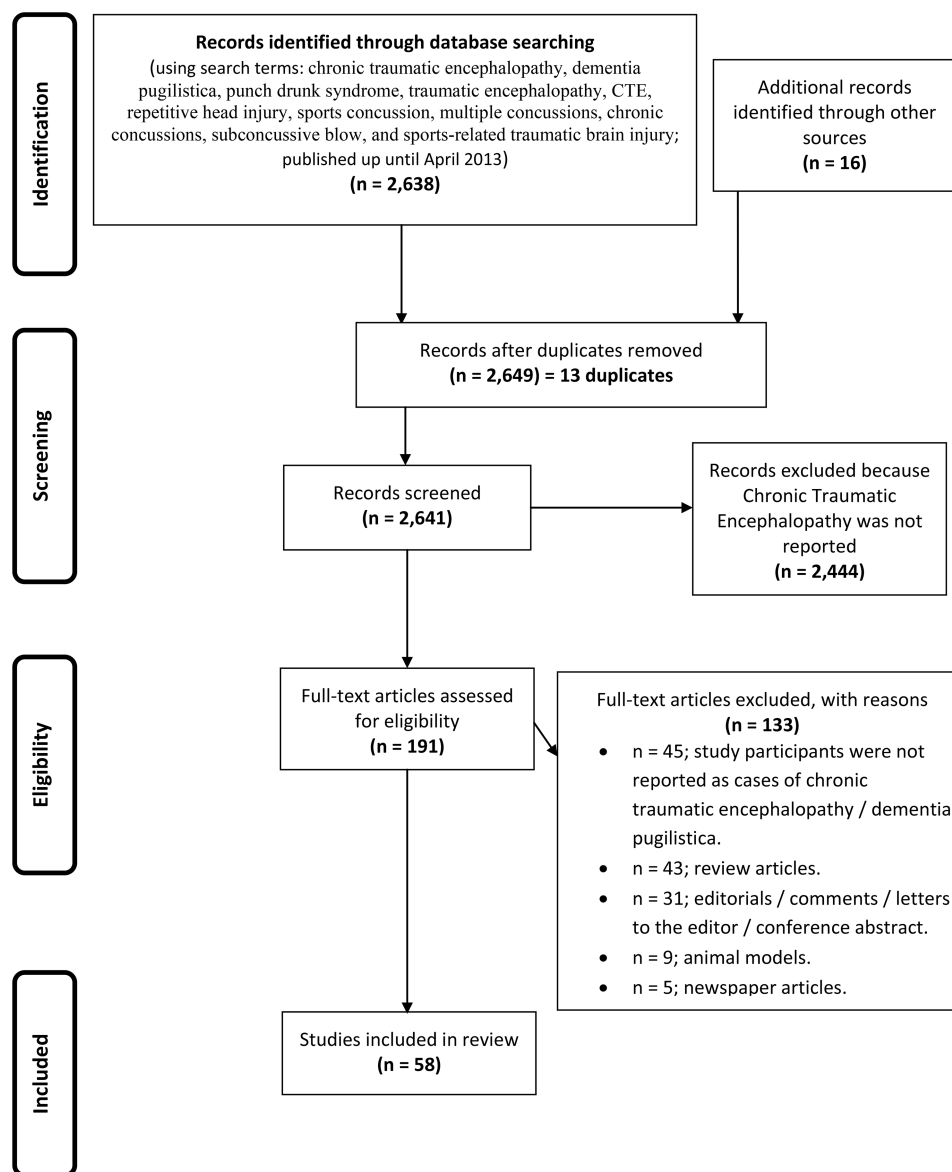 Identification
Records identified through database searching
(using search terms: chronic traumatic encephalopathy, dementia
pugilistica, punch drunk syndrome, traumatic encephalopathy, CTE,
repetitive head injury, sports concussion, multiple concussions, chronic
concussions, subconcussive blow, and sports-related traumatic brain injury;
published up until April 2013)
(n = 2,638)
Additional records
identified through other
sources
(n = 16)
Screening
Records after duplicates removed
(n = 2,649) = 13 duplicates
Records screened
(n = 2,641)
Records excluded because
Chronic Traumatic
Encephalopathy was not
reported
(n = 2,444)
Eligibility
Full-text articles assessed
for eligibility
(n = 191)
Full-text articles excluded, with reasons
(n = 133)
• n = 45; study participants were not
reported as cases of chronic
traumatic encephalopathy / dementia
pugilistica.
• n = 43; review articles.
• n = 31; editorials / comments / letters
to the editor / conference abstract.
• n = 9; animal models.
• n = 5; newspaper articles.
Included
Studies included in review
(n = 58)